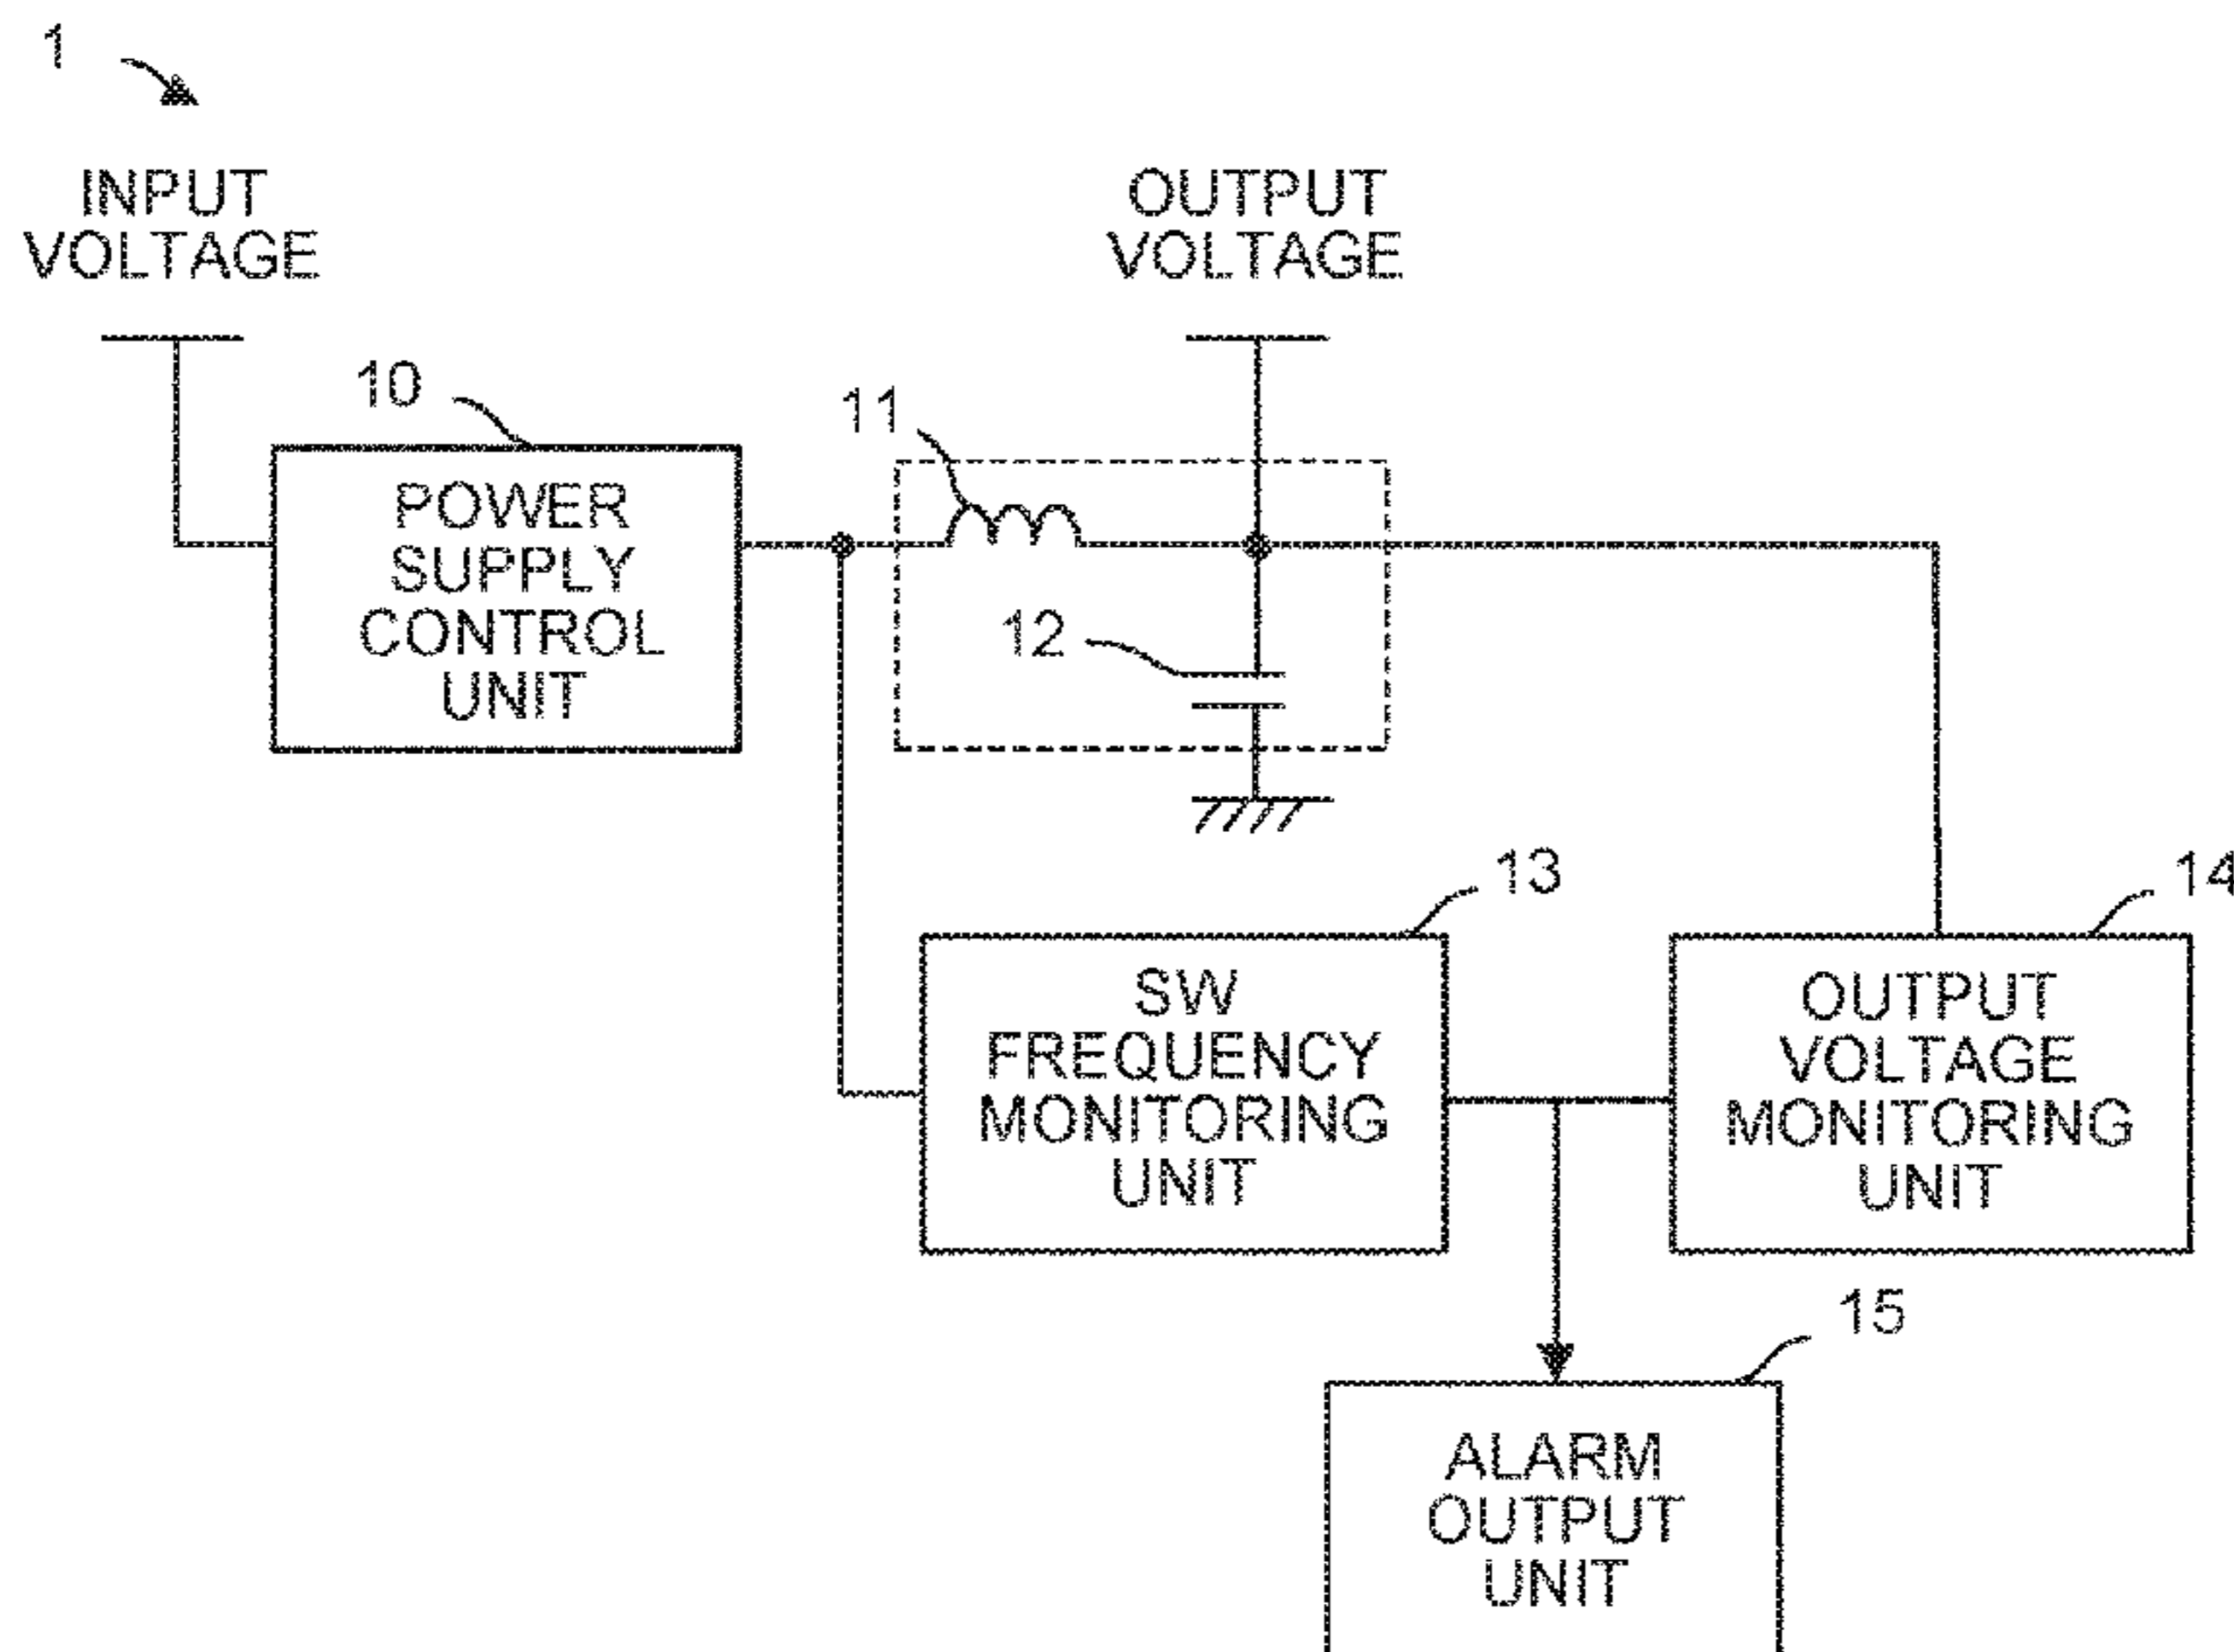 1
INPUT
VOLTAGE
OUTPUT
VOLTAGE
10
11
POWER
SUPPLY
CONTROL
UNIT
12
13
14
SW
FREQUENCY
MONITORING
UNIT
OUTPUT
VOLTAGE
MONITORING
UNIT
15
ALARM
OUTPUT
UNIT